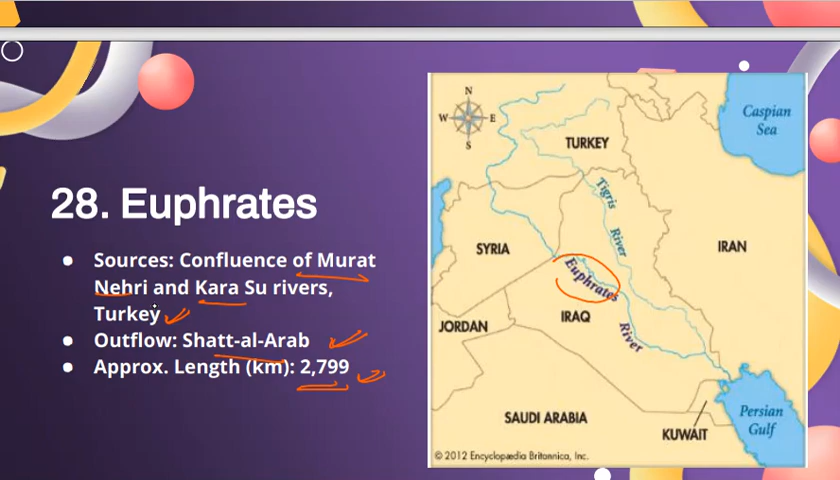 28. Euphrates
● Sources: Confluence of Murat
Nehri and Kara Su rivers,
Turkey
● Outflow: Shatt-al-Arab
● Approx. Length (km): 2,799
N
W E
S
Caspian
Sea
TURKEY
Tigris
River
SYRIA
IRAN
Euphrates
River
IRAQ
JORDAN
SAUDI ARABIA
KUWAIT
Persian
Gulf
© 2012 Encyclopædia Britannica, Inc.